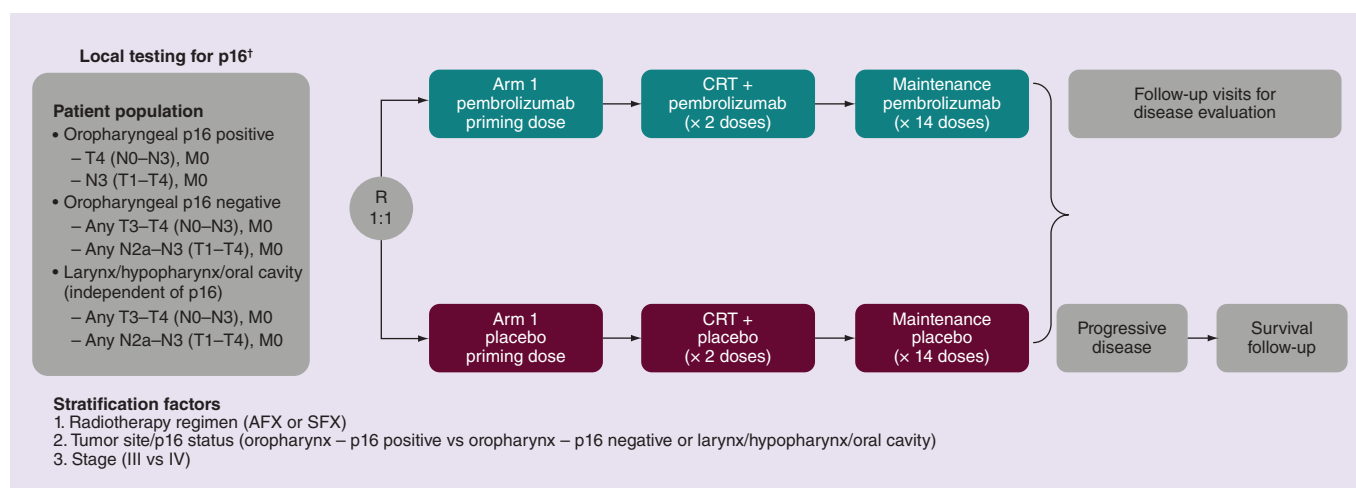 Local testing for p16†
Patient population
• Oropharyngeal p16 positive
– T4 (N0–N3), M0
– N3 (T1–T4), M0
• Oropharyngeal p16 negative
– Any T3–T4 (N0–N3), M0
– Any N2a–N3 (T1–T4), M0
• Larynx/hypopharynx/oral cavity
(independent of p16)
– Any T3–T4 (N0–N3), M0
– Any N2a–N3 (T1–T4), M0
R
1:1
Arm 1
pembrolizumab
priming dose
CRT +
pembrolizumab
(× 2 doses)
Maintenance
pembrolizumab
(× 14 doses)
Follow-up visits for
disease evaluation
Arm 1
placebo
priming dose
CRT +
placebo
(× 2 doses)
Maintenance
placebo
(× 14 doses)
Progressive
disease
Survival
follow-up
Stratification factors
1. Radiotherapy regimen (AFX or SFX)
2. Tumor site/p16 status (oropharynx – p16 positive vs oropharynx – p16 negative or larynx/hypopharynx/oral cavity)
3. Stage (III vs IV)